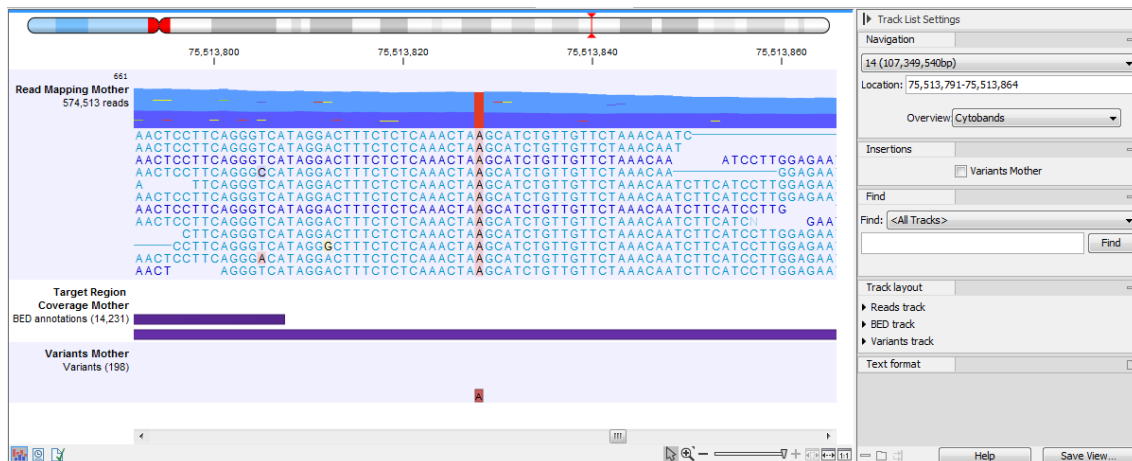 Track List Settings
Navigation
14 (107,349,540bp)
Location: 75,513,791-75,513,864
Overview: Cytobands
Insertions
Variants Mother
Find
Find: <All Tracks>
Find
Track layout
Reads track
BED track
Variants track
Text format
Help Save View...
75,513,800 75,513,820 75,513,840 75,513,860
661
Read Mapping Mother
574,513 reads
AACTCCTTCAGGGTCATAGGACTTTCTCTCAAACTAAGCATCTGTTGTTCTAAACAATC
AACTCCTTCAGGGTCATAGGACTTTCTCTCAAACTAAGCATCTGTTGTTCTAAACAAT
AACTCCTTCAGGGTCATAGGACTTTCTCTCAAACTAAGCATCTGTTGTTCTAAACAA ATCCTTGGAGAA
AACTCCTTCAGGGCCATAGGACTTTCTCTCAAACTAAGCATCTGTTGTTCTAAACAA GGAGAA
A TTCAGGGTCATAGGACTTTCTCTCAAACTAAGCATCTGTTGTTCTAAACAATCTTCATCCTTGGAGAA
AACTCCTTCAGGGTCATAGGACTTTCTCTCAAACTAAGCATCTGTTGTTCTAAACAATCTTCATCCTTGGAGAA
AACTCCTTCAGGGTCATAGGACTTTCTCTCAAACTAAGCATCTGTTGTTCTAAACAATCTTCATCCTTG
AACTCCTTCAGGGTCATAGGACTTTCTCTCAAACTAAGCATCTGTTGTTCTAAACAATCTTCATCN GAA
CTTCAGGGTCATAGGACTTTCTCTCAAACTAAGCATCTGTTGTTCTAAACAATCTTCATCCTTGGAGAA
CCTTCAGGGTCATAGGGCTTTCTCTCAAACTAAGCATCTGTTGTTCTAAACAATCTTCATCCTTGGAGAA
AACTCCTTCAGGGACATAGGACTTTCTCTCAAACTAAGCATCTGTTGTTCTAAACAATCTTCATCCTTGGAGAA
AACT AGGGTCATAGGACTTTCTCTCAAACTAAGCATCTGTTGTTCTAAACAATCTTCATCCTTGGAGAA
Target Region
Coverage Mother
BED annotations (14,231)
Variants Mother
Variants (198)
A
1:1